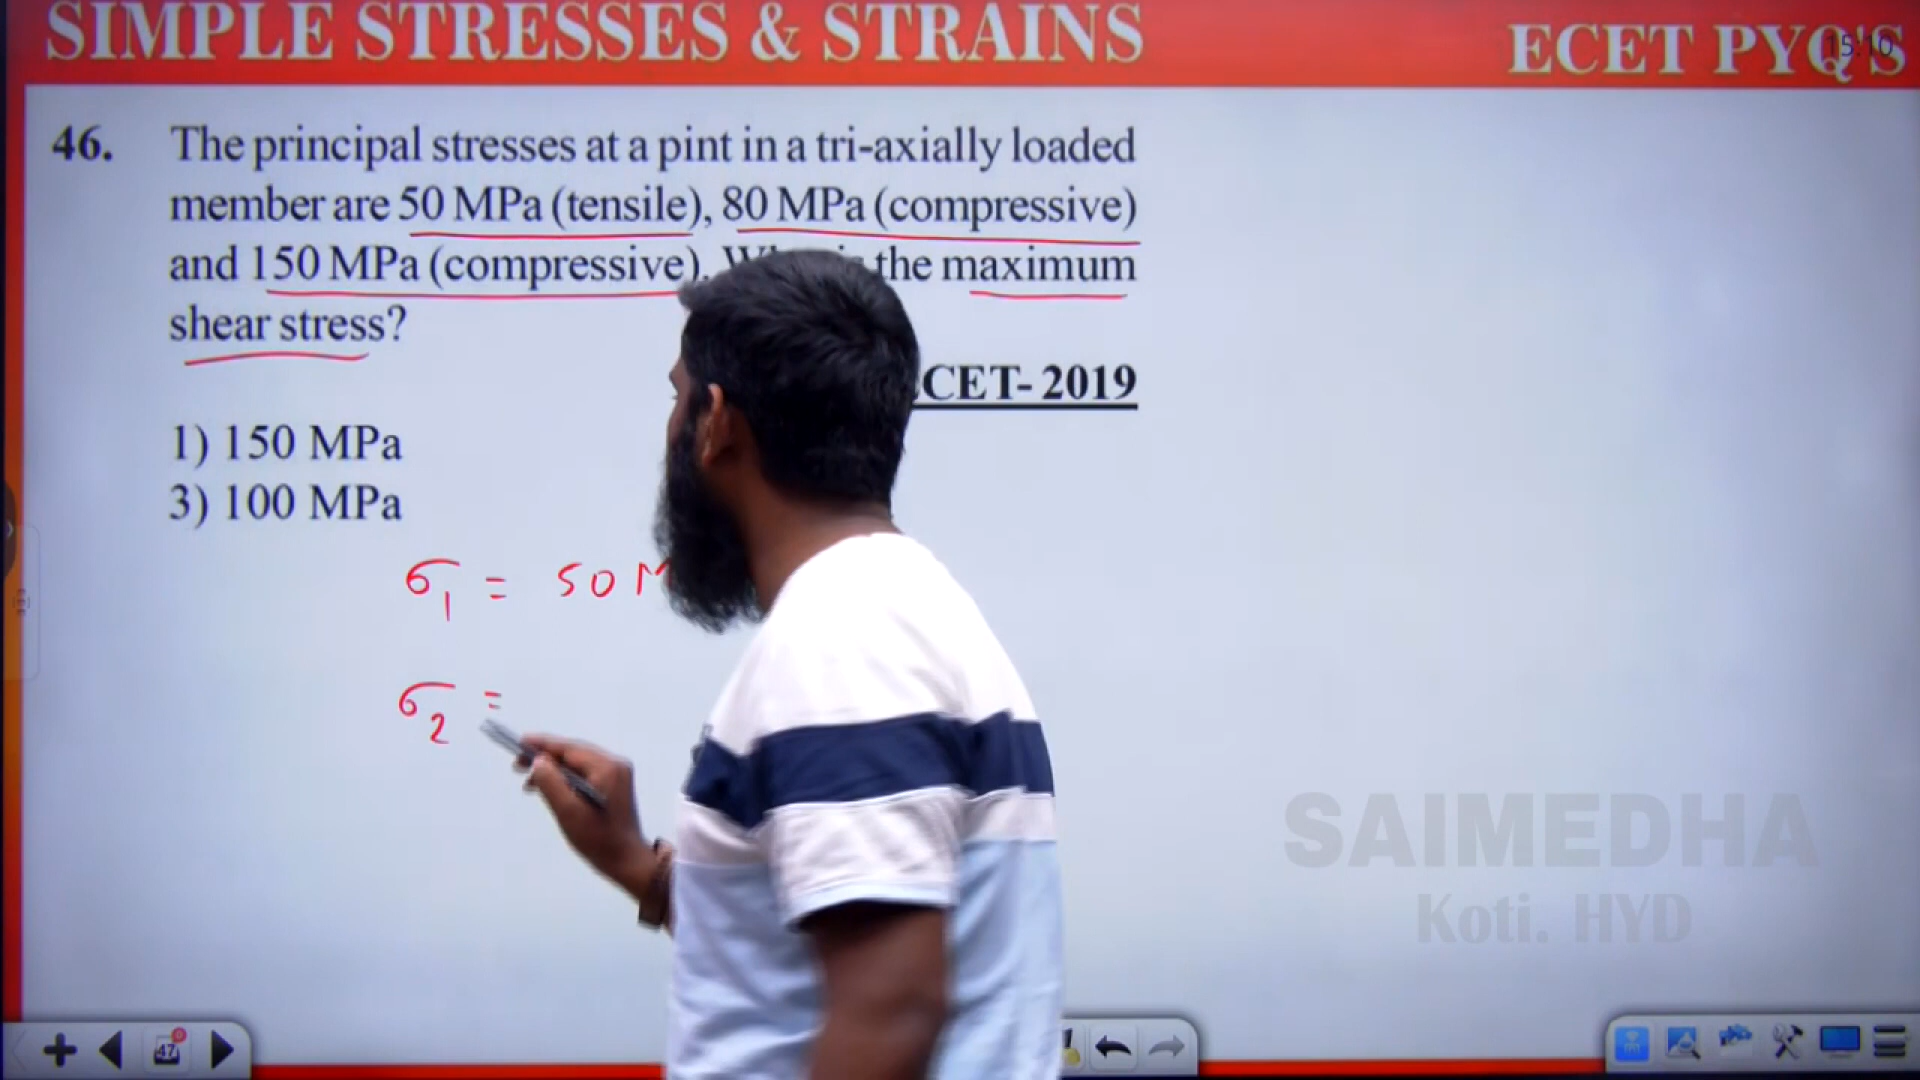 SIMPLE STRESSES & STRAINS
ECET PYQ'S
15:10
46. The principal stresses at a pint in a tri-axially loaded
member are 50 MPa (tensile), 80 MPa (compressive)
and 150 MPa (compressive). the maximum
shear stress?
CET- 2019
1) 150 MPa
3) 100 MPa
σ1 = 50 M
σ2 =
SAIMEDHA
Koti. HYD
47